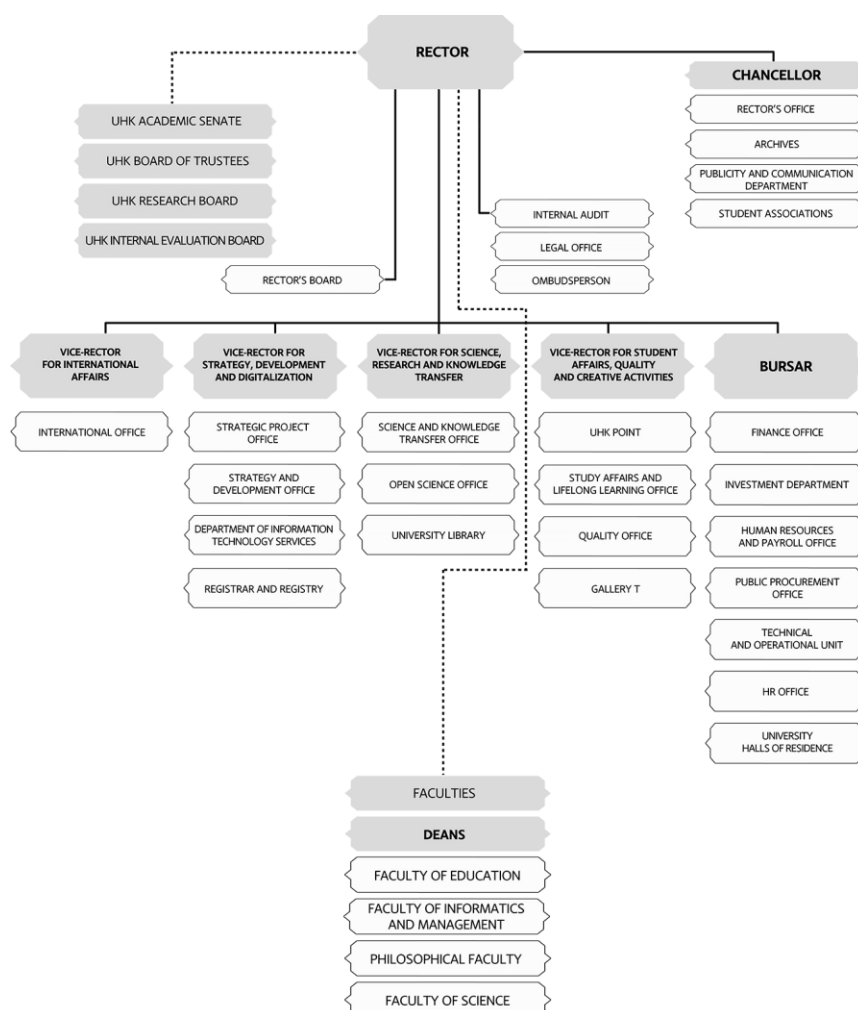 RECTOR
CHANCELLOR
RECTOR'S OFFICE
ARCHIVES
PUBLICITY AND COMMUNICATION
DEPARTMENT
STUDENT ASSOCIATIONS
UHK ACADEMIC SENATE
UHK BOARD OF TRUSTEES
UHK RESEARCH BOARD
UHK INTERNAL EVALUATION BOARD
RECTOR'S BOARD
INTERNAL AUDIT
LEGAL OFFICE
OMBUDSPERSON
VICE-RECTOR
FOR INTERNATIONAL
AFFAIRS
INTERNATIONAL OFFICE
VICE-RECTOR FOR
STRATEGY, DEVELOPMENT
AND DIGITALIZATION
STRATEGIC PROJECT
OFFICE
STRATEGY AND
DEVELOPMENT OFFICE
DEPARTMENT OF INFORMATION
TECHNOLOGY SERVICES
REGISTRAR AND REGISTRY
VICE-RECTOR FOR SCIENCE,
RESEARCH AND KNOWLEDGE
TRANSFER
SCIENCE AND KNOWLEDGE
TRANSFER OFFICE
OPEN SCIENCE OFFICE
UNIVERSITY LIBRARY
VICE-RECTOR FOR STUDENT
AFFAIRS, QUALITY
AND CREATIVE ACTIVITIES
UHK POINT
STUDY AFFAIRS AND
LIFELONG LEARNING OFFICE
QUALITY OFFICE
GALLERY T
BURSAR
FINANCE OFFICE
INVESTMENT DEPARTMENT
HUMAN RESOURCES
AND PAYROLL OFFICE
PUBLIC PROCUREMENT
OFFICE
TECHNICAL
AND OPERATIONAL UNIT
HR OFFICE
UNIVERSITY
HALLS OF RESIDENCE
FACULTIES
DEANS
FACULTY OF EDUCATION
FACULTY OF INFORMATICS
AND MANAGEMENT
PHILOSOPHICAL FACULTY
FACULTY OF SCIENCE